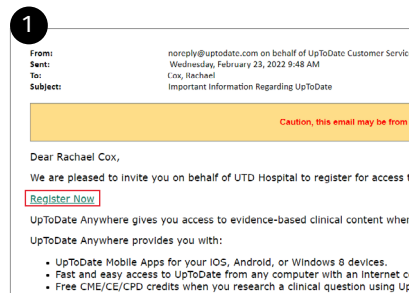 1
From: noreply@uptodate.com on behalf of UpToDate Customer Servic
Sent: Wednesday, February 23, 2022 9:48 AM
To: Cox, Rachael
Subject: Important Information Regarding UpToDate
Caution, this email may be from
Dear Rachael Cox,
We are pleased to invite you on behalf of UTD Hospital to register for access t
Register Now
UpToDate Anywhere gives you access to evidence-based clinical content wher
UpToDate Anywhere provides you with:
• UpToDate Mobile Apps for your iOS, Android, or Windows 8 devices.
• Fast and easy access to UpToDate from any computer with an Internet c
• Free CME/CE/CPD credits when you research a clinical question using Up